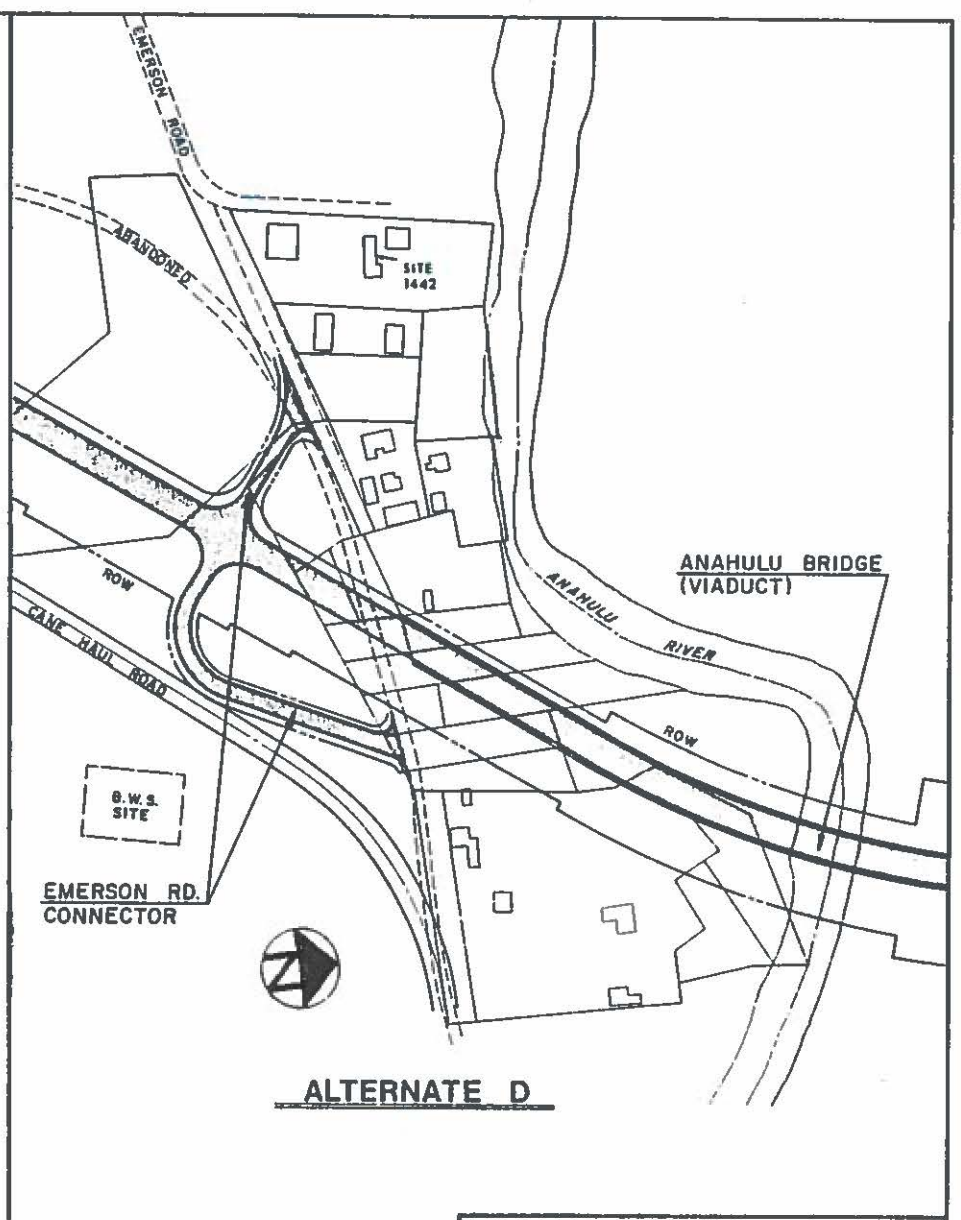 EMERSON ROAD
ABANDONED
SITE
1442
ANAHULU BRIDGE
(VIADUCT)
ANAHULU RIVER
ROW
CANE HAUL ROAD
ROW
B.W.S.
SITE
EMERSON RD.
CONNECTOR
N
ALTERNATE D